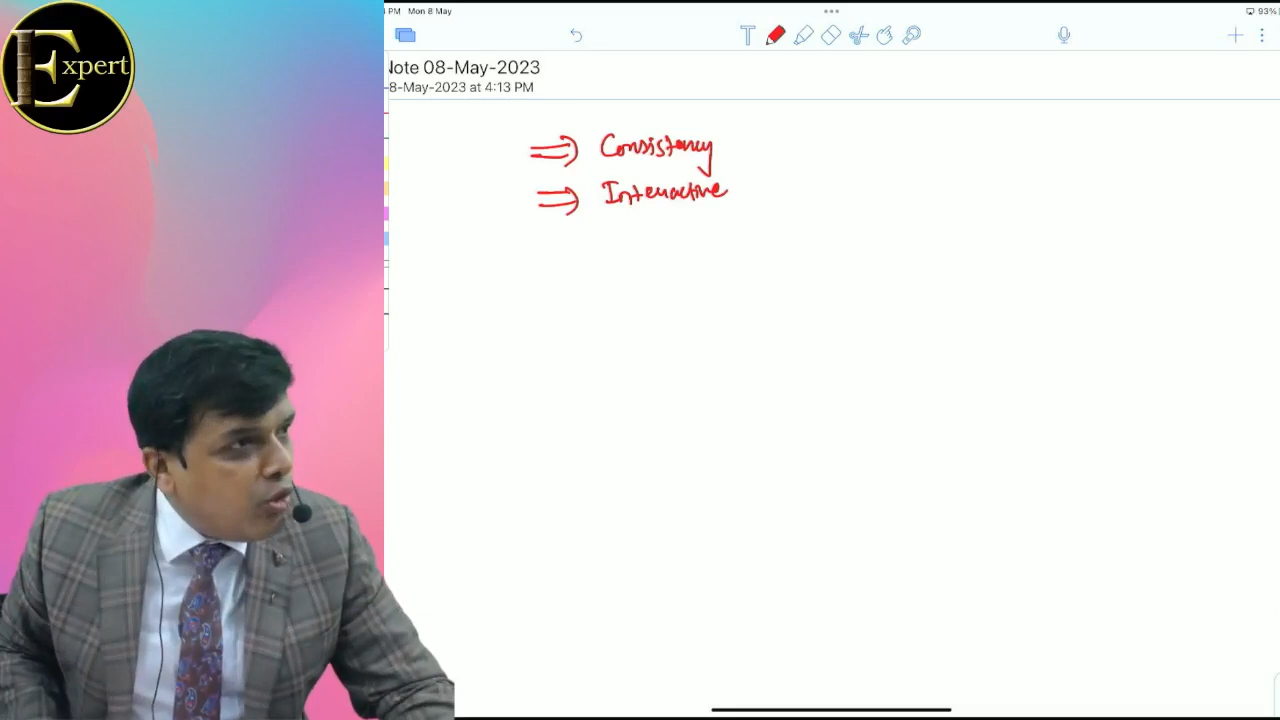 Expert
PM Mon 8 May
93%
Note 08-May-2023
8-May-2023 at 4:13 PM
T
⇒ Consistency
⇒ Interactive